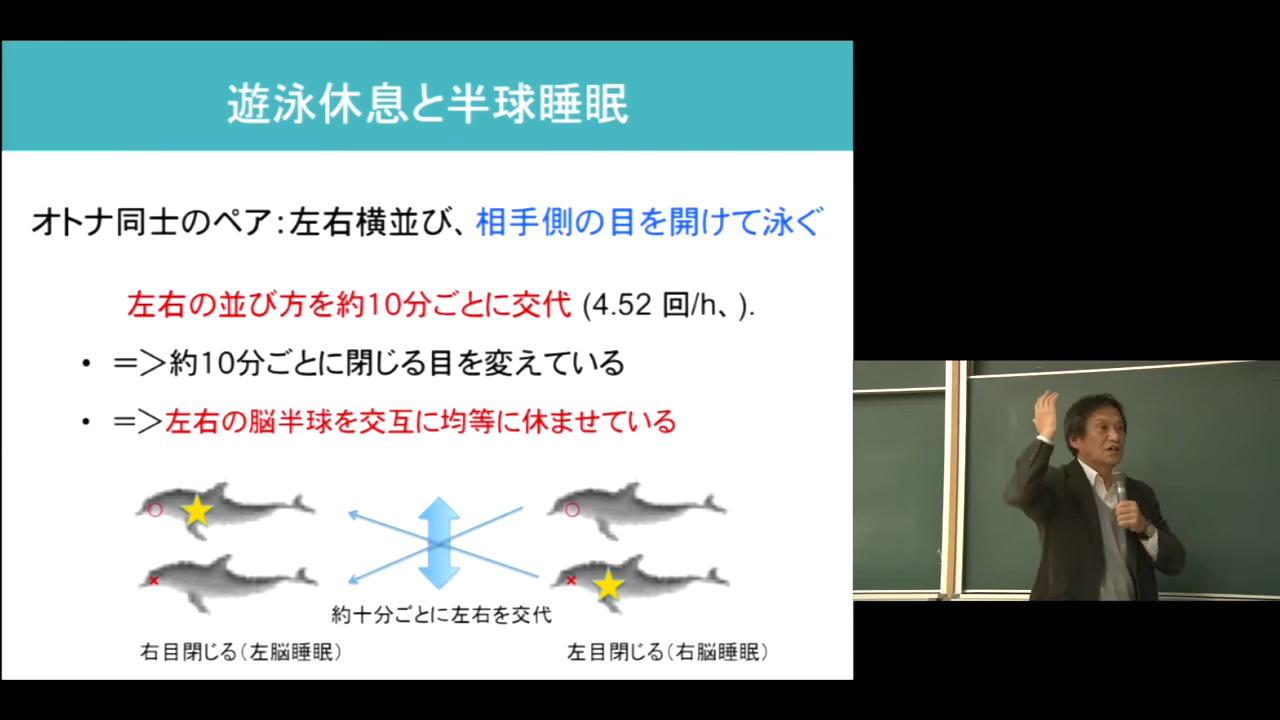 遊泳休息と半球睡眠
オトナ同士のペア：左右横並び、相手側の目を開けて泳ぐ
左右の並び方を約10分ごとに交代 (4.52 回/h、).
• ＝＞約10分ごとに閉じる目を変えている
• ＝＞左右の脳半球を交互に均等に休ませている
約十分ごとに左右を交代
右目閉じる（左脳睡眠）
左目閉じる（右脳睡眠）